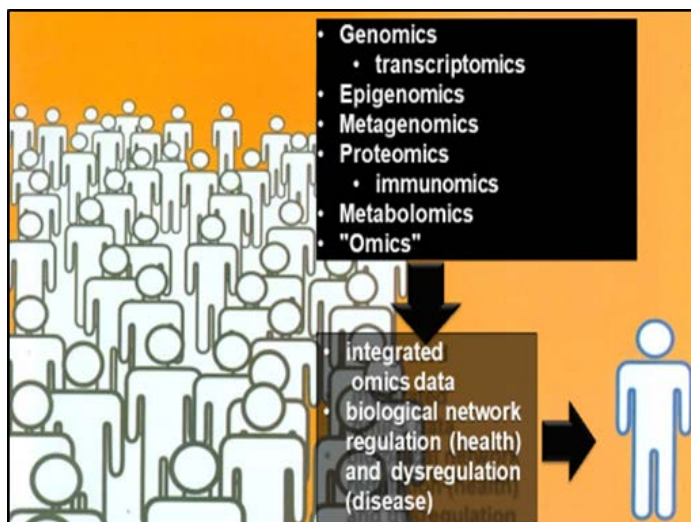 • Genomics
• transcriptomics
• Epigenomics
• Metagenomics
• Proteomics
• immunomics
• Metabolomics
• "Omics"
• integrated
omics data
• biological network
regulation (health)
and dysregulation
(disease)